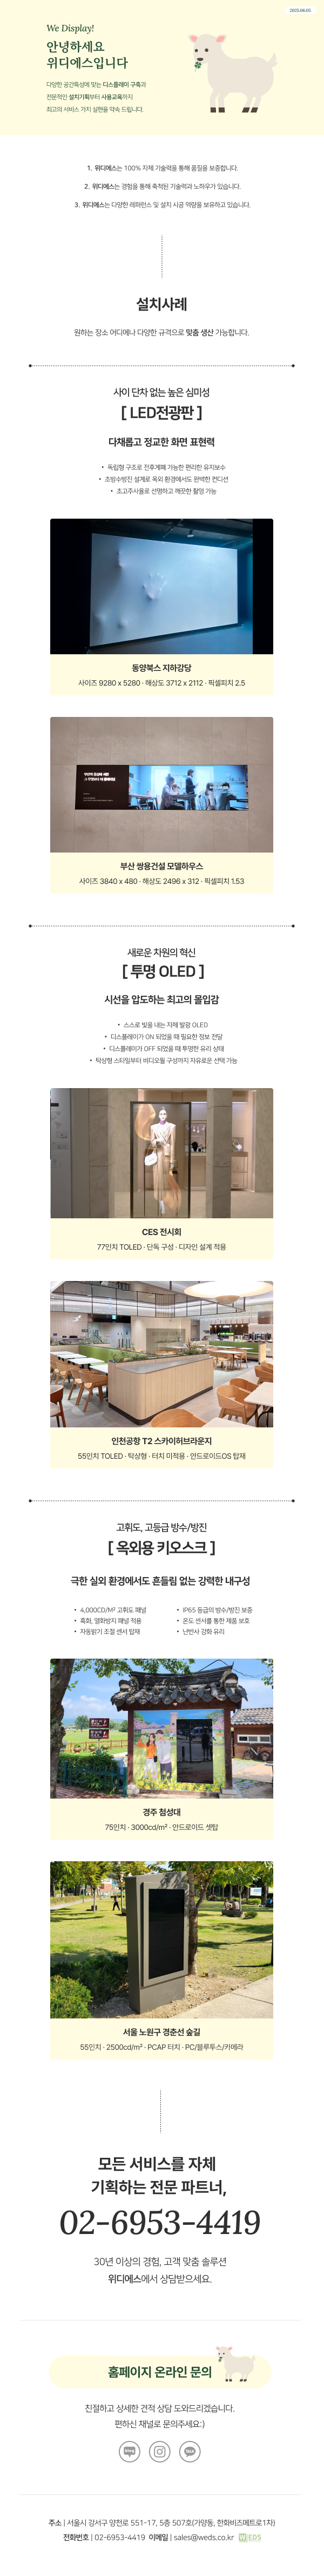 2025.06.05
We Display!
안녕하세요
위디에스입니다
다양한 공간특성에 맞는 디스플레이 구축과
전문적인 설치기획부터 사용교육까지
최고의 서비스 가치 실현을 약속 드립니다.
1. 위디에스는 100% 자체 기술력을 통해 품질을 보증합니다.
2. 위디에스는 경험을 통해 축척된 기술력과 노하우가 있습니다.
3. 위디에스는 다양한 레퍼런스 및 설치 시공 역량을 보유하고 있습니다.
설치사례
원하는 장소 어디에나 다양한 규격으로 맞춤 생산 가능합니다.
사이 단차 없는 높은 심미성
[ LED전광판 ]
다채롭고 정교한 화면 표현력
• 독립형 구조로 전후계폐 가능한 편리한 유지보수
• 초방수방진 설계로 옥외 환경에서도 완벽한 컨디션
• 초고주사율로 선명하고 깨끗한 촬영 가능
동양북스 지하강당
사이즈 9280 x 5280 · 해상도 3712 x 2112 · 픽셀피치 2.5
부산 쌍용건설 모델하우스
사이즈 3840 x 480 · 해상도 2496 x 312 · 픽셀피치 1.53
새로운 차원의 혁신
[ 투명 OLED ]
시선을 압도하는 최고의 몰입감
• 스스로 빛을 내는 자체 발광 OLED
• 디스플레이가 ON 되었을 때 필요한 정보 전달
• 디스플레이가 OFF 되었을 때 투명한 유리 상태
• 탁상형 스타일부터 비디오월 구성까지 자유로운 선택 가능
CES 전시회
77인치 TOLED · 단독 구성 · 디자인 설계 적용
인천공항 T2 스카이허브라운지
55인치 TOLED · 탁상형 · 터치 미적용 · 안드로이드OS 탑재
고휘도, 고등급 방수/방진
[ 옥외용 키오스크 ]
극한 실외 환경에서도 흔들림 없는 강력한 내구성
• 4,000CD/M² 고휘도 패널
• 흑화, 열화방지 패널 적용
• 자동밝기 조절 센서 탑재
• IP65 등급의 방수/방진 보증
• 온도 센서를 통한 제품 보호
• 난반사 강화 유리
경주 첨성대
75인치 · 3000cd/m² · 안드로이드 셋탑
서울 노원구 경춘선 숲길
55인치 · 2500cd/m² · PCAP 터치 · PC/블루투스/카메라
모든 서비스를 자체
기획하는 전문 파트너,
02-6953-4419
30년 이상의 경험, 고객 맞춤 솔루션
위디에스에서 상담받으세요.
홈페이지 온라인 문의
친절하고 상세한 견적 상담 도와드리겠습니다.
편하신 채널로 문의주세요:)
blog
TALK
주소 | 서울시 강서구 양천로 551-17, 5층 507호(가양동, 한화비즈메트로1차)
전화번호 | 02-6953-4419 이메일 | sales@weds.co.kr WEDS